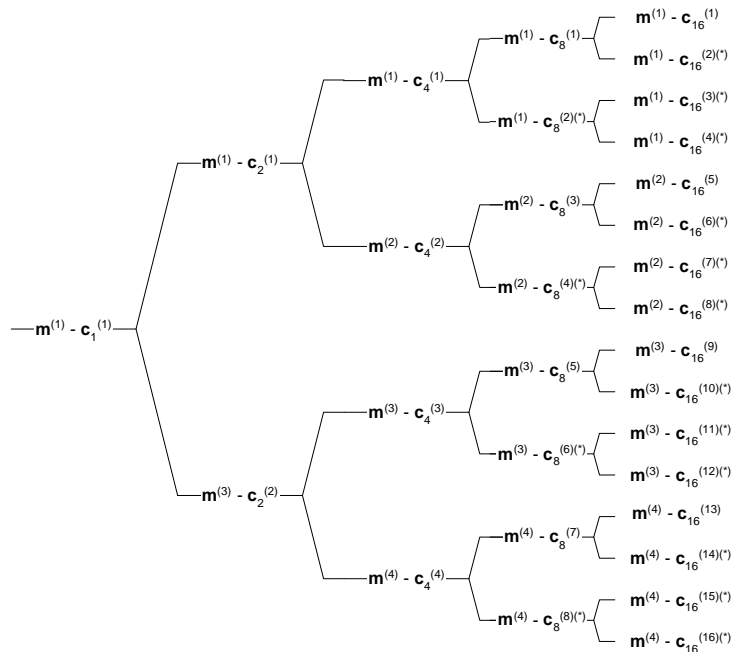 m(1) - c16(1)
m(1) - c8(1)
m(1) - c16(2)(*)
m(1) - c4(1)
m(1) - c16(3)(*)
m(1) - c8(2)(*)
m(1) - c16(4)(*)
m(1) - c2(1)
m(2) - c16(5)
m(2) - c8(3)
m(2) - c16(6)(*)
m(2) - c4(2)
m(2) - c16(7)(*)
m(2) - c8(4)(*)
m(2) - c16(8)(*)
m(1) - c1(1)
m(3) - c16(9)
m(3) - c8(5)
m(3) - c16(10)(*)
m(3) - c4(3)
m(3) - c16(11)(*)
m(3) - c8(6)(*)
m(3) - c16(12)(*)
m(3) - c2(2)
m(4) - c16(13)
m(4) - c8(7)
m(4) - c16(14)(*)
m(4) - c4(4)
m(4) - c16(15)(*)
m(4) - c8(8)(*)
m(4) - c16(16)(*)